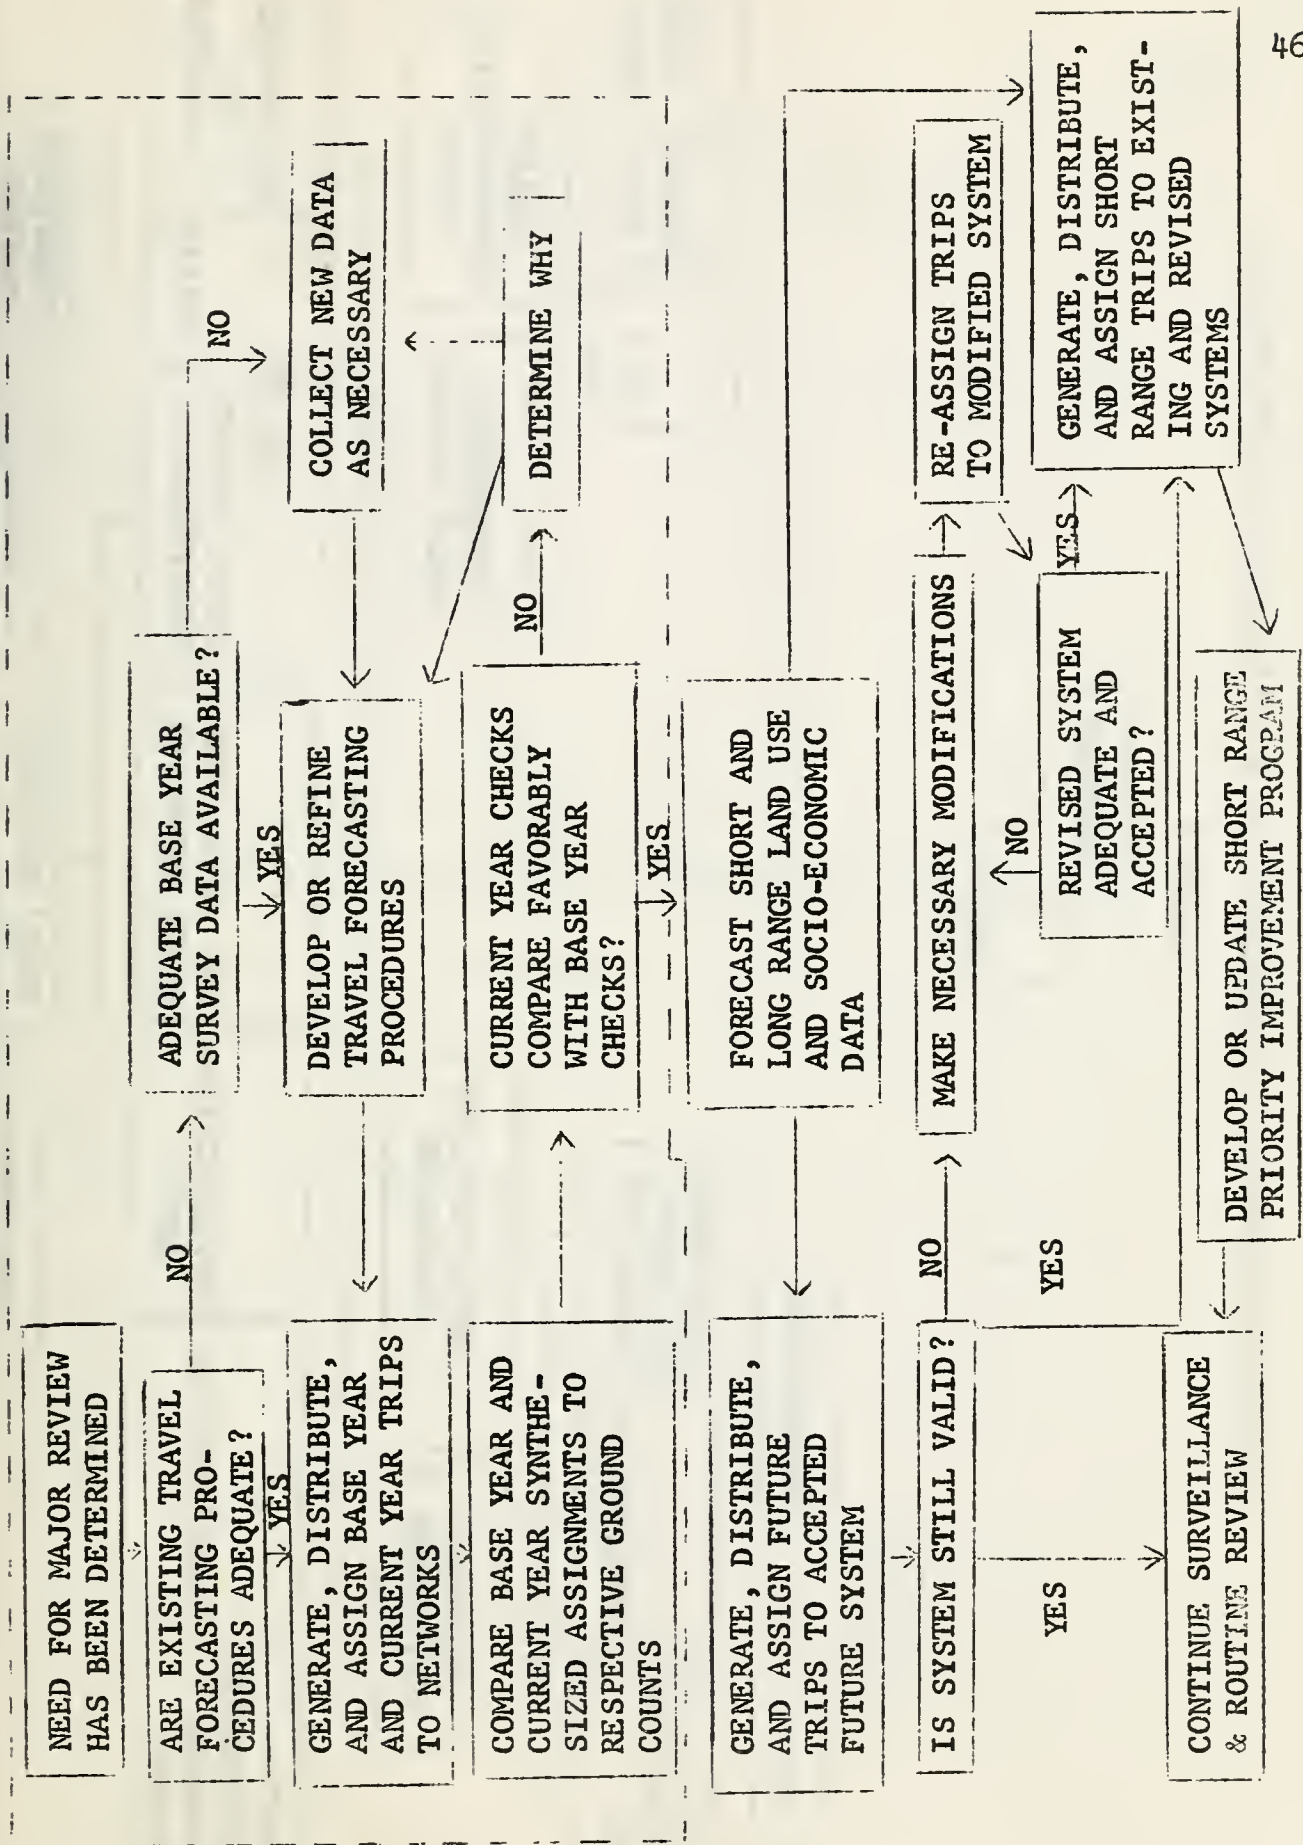 46
NEED FOR MAJOR REVIEW
HAS BEEN DETERMINED
ARE EXISTING TRAVEL
FORECASTING PRO-
CEDURES ADEQUATE?
NO
YES
ADEQUATE BASE YEAR
SURVEY DATA AVAILABLE?
NO
YES
COLLECT NEW DATA
AS NECESSARY
GENERATE, DISTRIBUTE,
AND ASSIGN BASE YEAR
AND CURRENT YEAR TRIPS
TO NETWORKS
DEVELOP OR REFINE
TRAVEL FORECASTING
PROCEDURES
DETERMINE WHY
COMPARE BASE YEAR AND
CURRENT YEAR SYNTHE-
SIZED ASSIGNMENTS TO
RESPECTIVE GROUND
COUNTS
CURRENT YEAR CHECKS
COMPARE FAVORABLY
WITH BASE YEAR
CHECKS?
NO
YES
GENERATE, DISTRIBUTE,
AND ASSIGN FUTURE
TRIPS TO ACCEPTED
FUTURE SYSTEM
FORECAST SHORT AND
LONG RANGE LAND USE
AND SOCIO-ECONOMIC
DATA
IS SYSTEM STILL VALID?
NO
YES
YES
MAKE NECESSARY MODIFICATIONS
RE-ASSIGN TRIPS
TO MODIFIED SYSTEM
NO
REVISED SYSTEM
ADEQUATE AND
ACCEPTED?
YES
GENERATE, DISTRIBUTE,
AND ASSIGN SHORT
RANGE TRIPS TO EXIST-
ING AND REVISED
SYSTEMS
CONTINUE SURVEILLANCE
& ROUTINE REVIEW
DEVELOP OR UPDATE SHORT RANGE
PRIORITY IMPROVEMENT PROGRAM